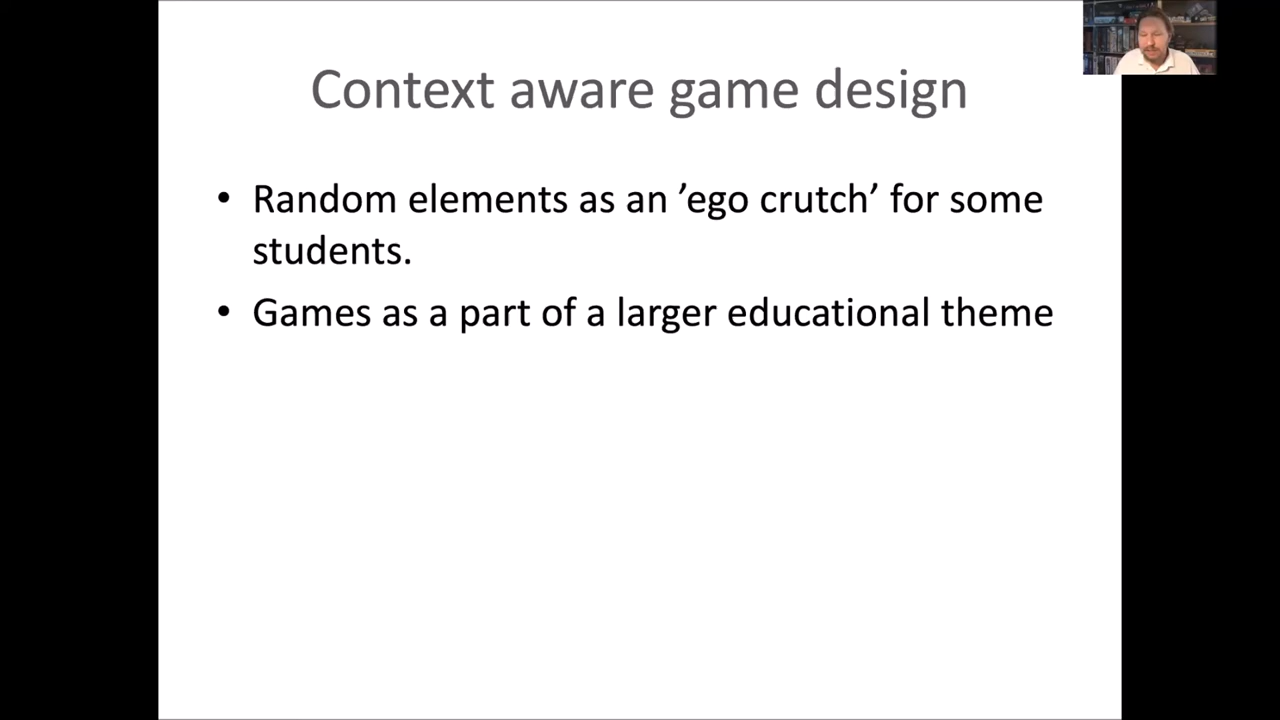 Context aware game design
• Random elements as an ’ego crutch’ for some
students.
• Games as a part of a larger educational theme